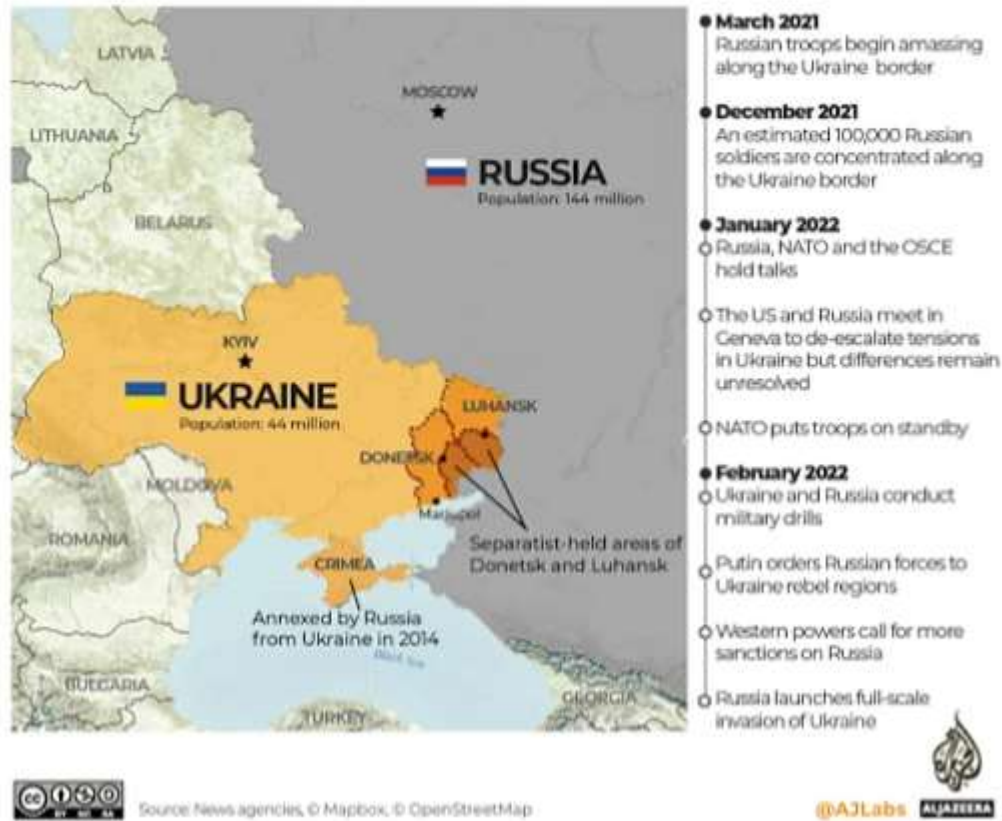 LATVIA
MOSCOW
LITHUANIA
RUSSIA
Population: 144 million
BELARUS
KYIV
UKRAINE
Population: 44 million
LUHANSK
DONETSK
MOLDOVA
Mariupol
ROMANIA
Separatist-held areas of
Donetsk and Luhansk
CRIMEA
Annexed by Russia
from Ukraine in 2014
Black Sea
BULGARIA
GEORGIA
TURKEY
March 2021
Russian troops begin amassing
along the Ukraine border
December 2021
An estimated 100,000 Russian
soldiers are concentrated along
the Ukraine border
January 2022
Russia, NATO and the OSCE
hold talks
The US and Russia meet in
Geneva to de-escalate tensions
in Ukraine but differences remain
unresolved
NATO puts troops on standby
February 2022
Ukraine and Russia conduct
military drills
Putin orders Russian forces to
Ukraine rebel regions
Western powers call for more
sanctions on Russia
Russia launches full-scale
invasion of Ukraine
cc
BY NC SA
Source: News agencies, © Mapbox, © OpenStreetMap
@AJLabs
ALJAZEERA